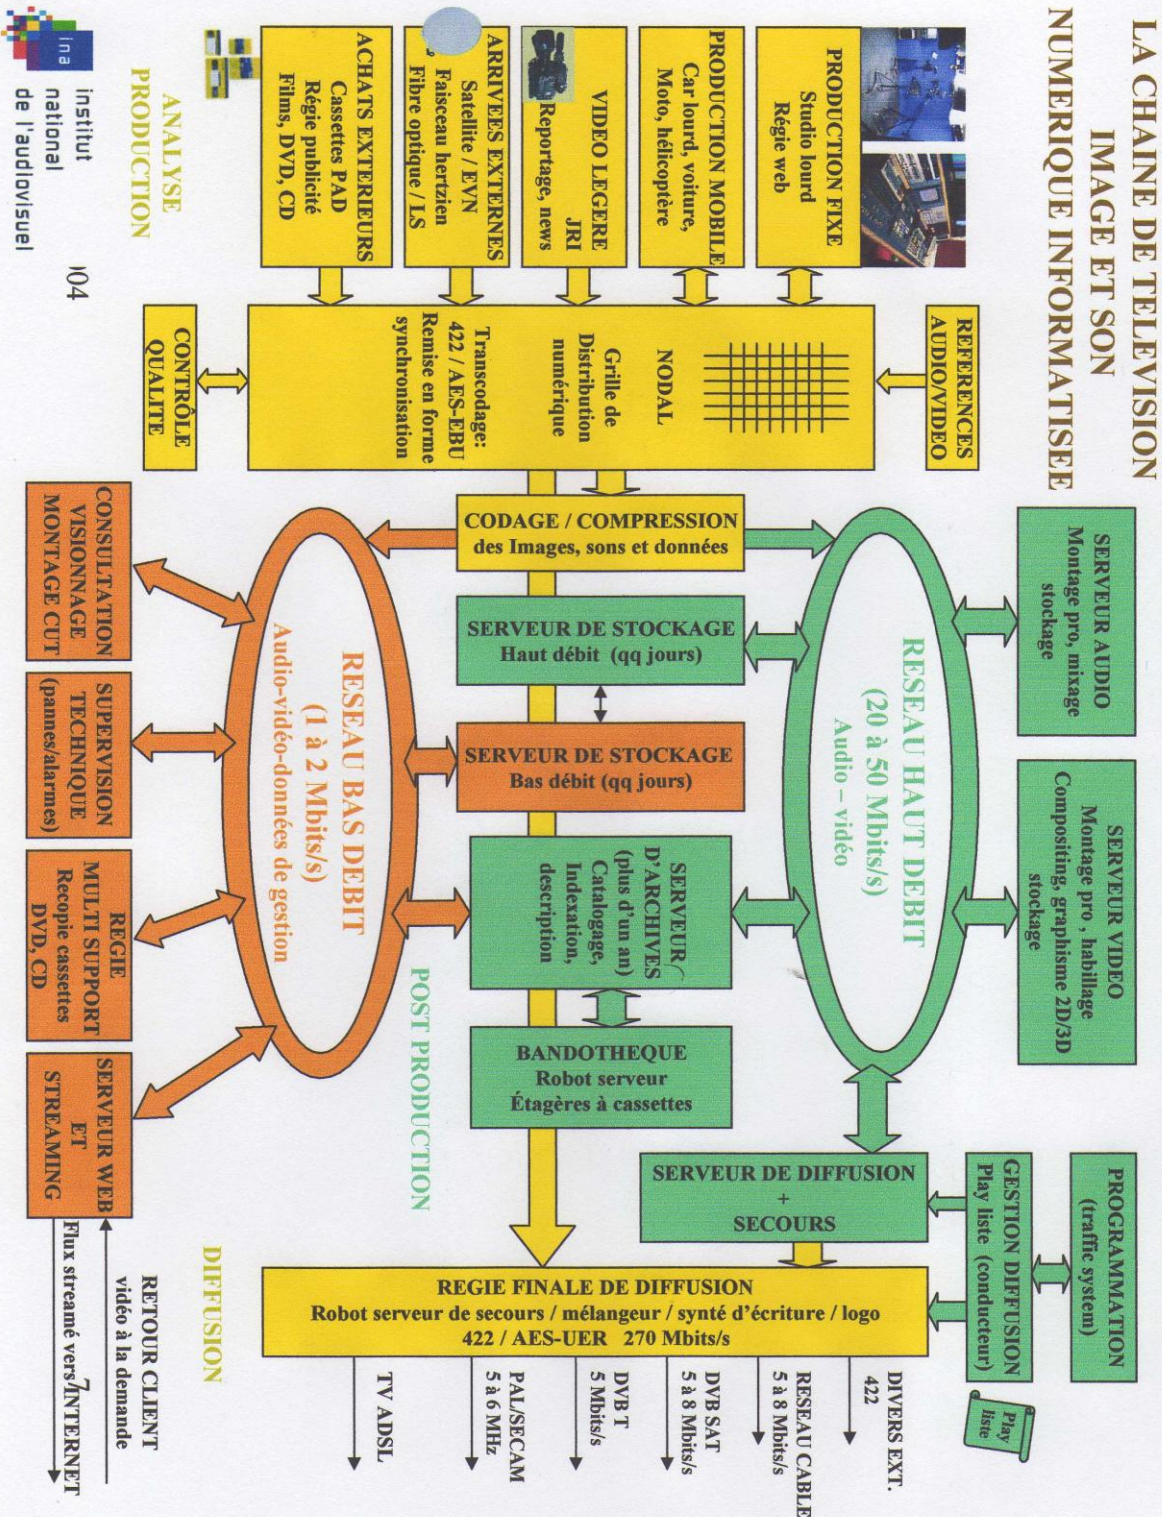 LA CHAINE DE TELEVISION
IMAGE ET SON
NUMERIQUE INFORMATISEE
PRODUCTION FIXE
Studio lourd
Régie web
PRODUCTION MOBILE
Car lourd, voiture,
Moto, hélicoptère
VIDEO LEGERE
JRI
Reportage, news
ARRIVEES EXTERNES
Satellite / EVN
Faisceau hertzien
Fibre optique / LS
ACHATS EXTERIEURS
Cassettes PAD
Régie publicité
Films, DVD, CD
ANALYSE
PRODUCTION
REFERENCES
AUDIO/VIDEO
NODAL
Grille de
Distribution
numérique
Transcodage:
422 / AES-EBU
Remise en forme
synchronisation
CONTRÔLE
QUALITE
CODAGE / COMPRESSION
des Images, sons et données
SERVEUR DE STOCKAGE
Haut débit (qq jours)
SERVEUR DE STOCKAGE
Bas débit (qq jours)
SERVEUR
D'ARCHIVES
(plus d'un an)
Catalogage,
Indexation,
description
BANDOTHEQUE
Robot serveur
Étagères à cassettes
SERVEUR AUDIO
Montage pro, mixage
stockage
SERVEUR VIDEO
Montage pro , habillage
Compositing, graphisme 2D/3D
stockage
RESEAU HAUT DEBIT
(20 à 50 Mbits/s)
Audio – vidéo
RESEAU BAS DEBIT
(1 à 2 Mbits/s)
Audio-vidéo-données de gestion
POST PRODUCTION
CONSULTATION
VISIONNAGE
MONTAGE CUT
SUPERVISION
TECHNIQUE
(pannes/alarmes)
REGIE
MULTI SUPPORT
Recopie cassettes
DVD, CD
SERVEUR WEB
ET
STREAMING
PROGRAMMATION
(traffic system)
GESTION DIFFUSION
Play liste (conducteur)
Play
liste
SERVEUR DE DIFFUSION
+
SECOURS
REGIE FINALE DE DIFFUSION
Robot serveur de secours / mélangeur / synté d'écriture / logo
422 / AES-UER 270 Mbits/s
DIFFUSION
DIVERS EXT.
422
RESEAU CABLE
5 à 8 Mbits/s
DVB SAT
5 à 8 Mbits/s
DVB T
5 Mbits/s
PAL/SECAM
5 à 6 MHz
TV ADSL
RETOUR CLIENT
vidéo à la demande
Flux streamé vers INTERNET
7
ina
institut
national
de l'audiovisuel
)04